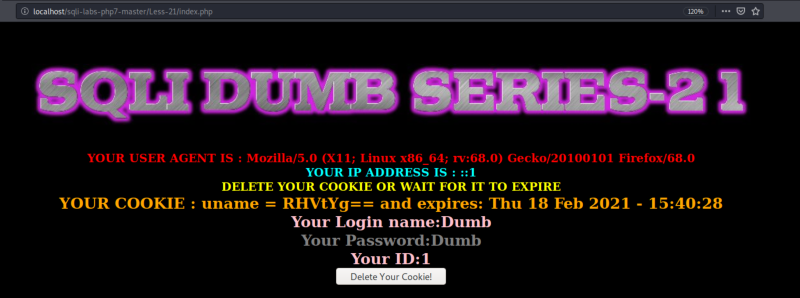 localhost/sqli-labs-php7-master/Less-21/index.php 120%
SQLI DUMB SERIES-21
YOUR USER AGENT IS : Mozilla/5.0 (X11; Linux x86_64; rv:68.0) Gecko/20100101 Firefox/68.0
YOUR IP ADDRESS IS : ::1
DELETE YOUR COOKIE OR WAIT FOR IT TO EXPIRE
YOUR COOKIE : uname = RHVtYg== and expires: Thu 18 Feb 2021 - 15:40:28
Your Login name:Dumb
Your Password:Dumb
Your ID:1
Delete Your Cookie!